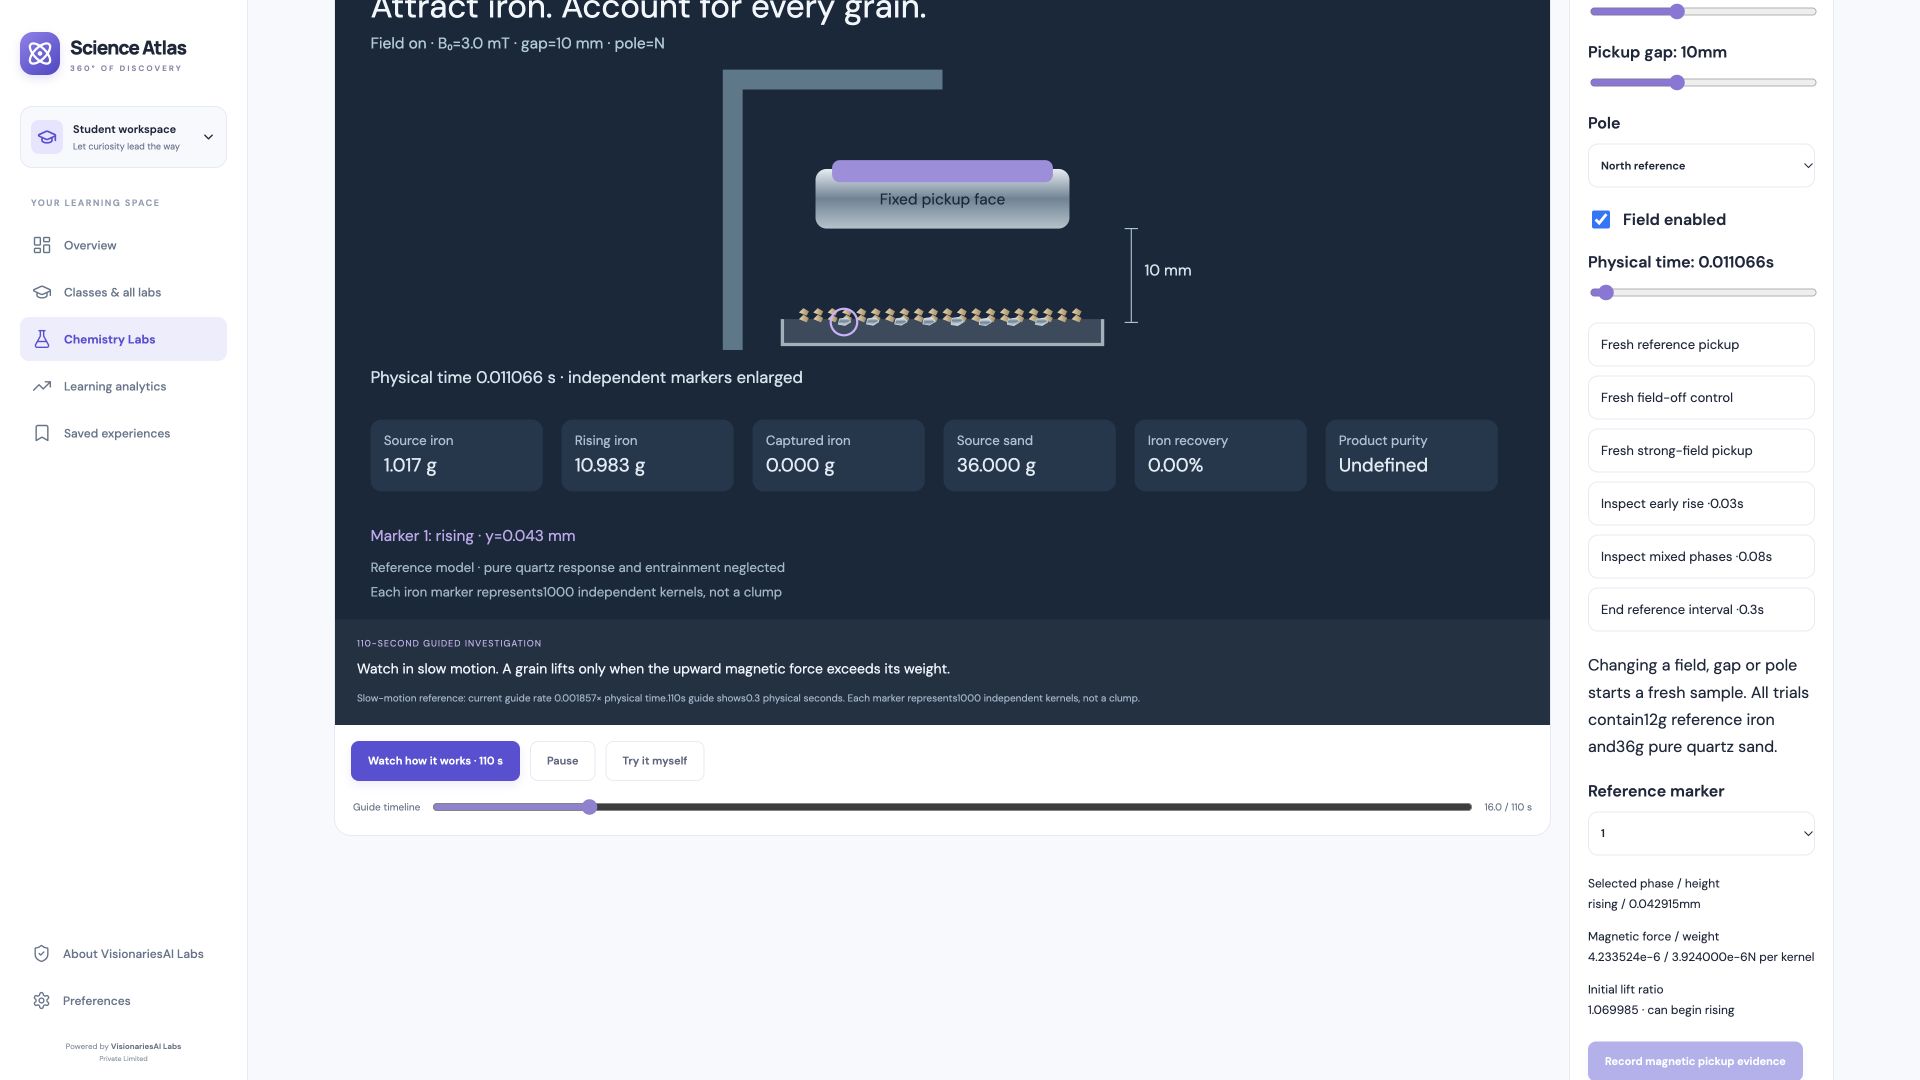 Science Atlas
360° OF DISCOVERY
Student workspace
Let curiosity lead the way
YOUR LEARNING SPACE
Overview
Classes & all labs
Chemistry Labs
Learning analytics
Saved experiences
About VisionariesAI Labs
Preferences
Powered by VisionariesAI Labs
Private Limited
Attract iron. Account for every grain.
Field on · B₀=3.0 mT · gap=10 mm · pole=N
Fixed pickup face
10 mm
Physical time 0.011066 s · independent markers enlarged
Source iron
1.017 g
Rising iron
10.983 g
Captured iron
0.000 g
Source sand
36.000 g
Iron recovery
0.00%
Product purity
Undefined
Marker 1: rising · y=0.043 mm
Reference model · pure quartz response and entrainment neglected
Each iron marker represents1000 independent kernels, not a clump
110-SECOND GUIDED INVESTIGATION
Watch in slow motion. A grain lifts only when the upward magnetic force exceeds its weight.
Slow-motion reference: current guide rate 0.001857× physical time.110s guide shows0.3 physical seconds. Each marker represents1000 independent kernels, not a clump.
Watch how it works · 110 s
Pause
Try it myself
Guide timeline
16.0 / 110 s
Pickup gap: 10mm
Pole
North reference
Field enabled
Physical time: 0.011066s
Fresh reference pickup
Fresh field-off control
Fresh strong-field pickup
Inspect early rise ·0.03s
Inspect mixed phases ·0.08s
End reference interval ·0.3s
Changing a field, gap or pole
starts a fresh sample. All trials
contain12g reference iron
and36g pure quartz sand.
Reference marker
1
Selected phase / height
rising / 0.042915mm
Magnetic force / weight
4.233524e-6 / 3.924000e-6N per kernel
Initial lift ratio
1.069985 · can begin rising
Record magnetic pickup evidence